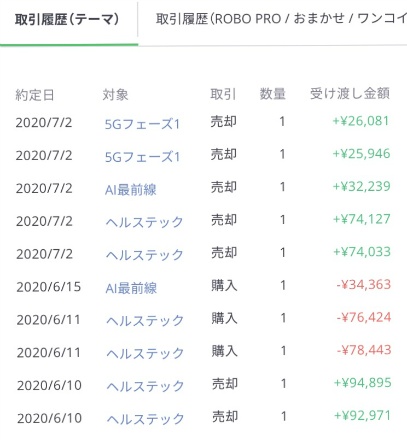 取引履歴（テーマ） 取引履歴（ROBO PRO / おまかせ / ワンコイ
約定日 対象 取引 数量 受け渡し金額
2020/7/2 5Gフェーズ1 売却 1 +¥26,081
2020/7/2 5Gフェーズ1 売却 1 +¥25,946
2020/7/2 AI最前線 売却 1 +¥32,239
2020/7/2 ヘルステック 売却 1 +¥74,127
2020/7/2 ヘルステック 売却 1 +¥74,033
2020/6/15 AI最前線 購入 1 -¥34,363
2020/6/11 ヘルステック 購入 1 -¥76,424
2020/6/11 ヘルステック 購入 1 -¥78,443
2020/6/10 ヘルステック 売却 1 +¥94,895
2020/6/10 ヘルステック 売却 1 +¥92,971